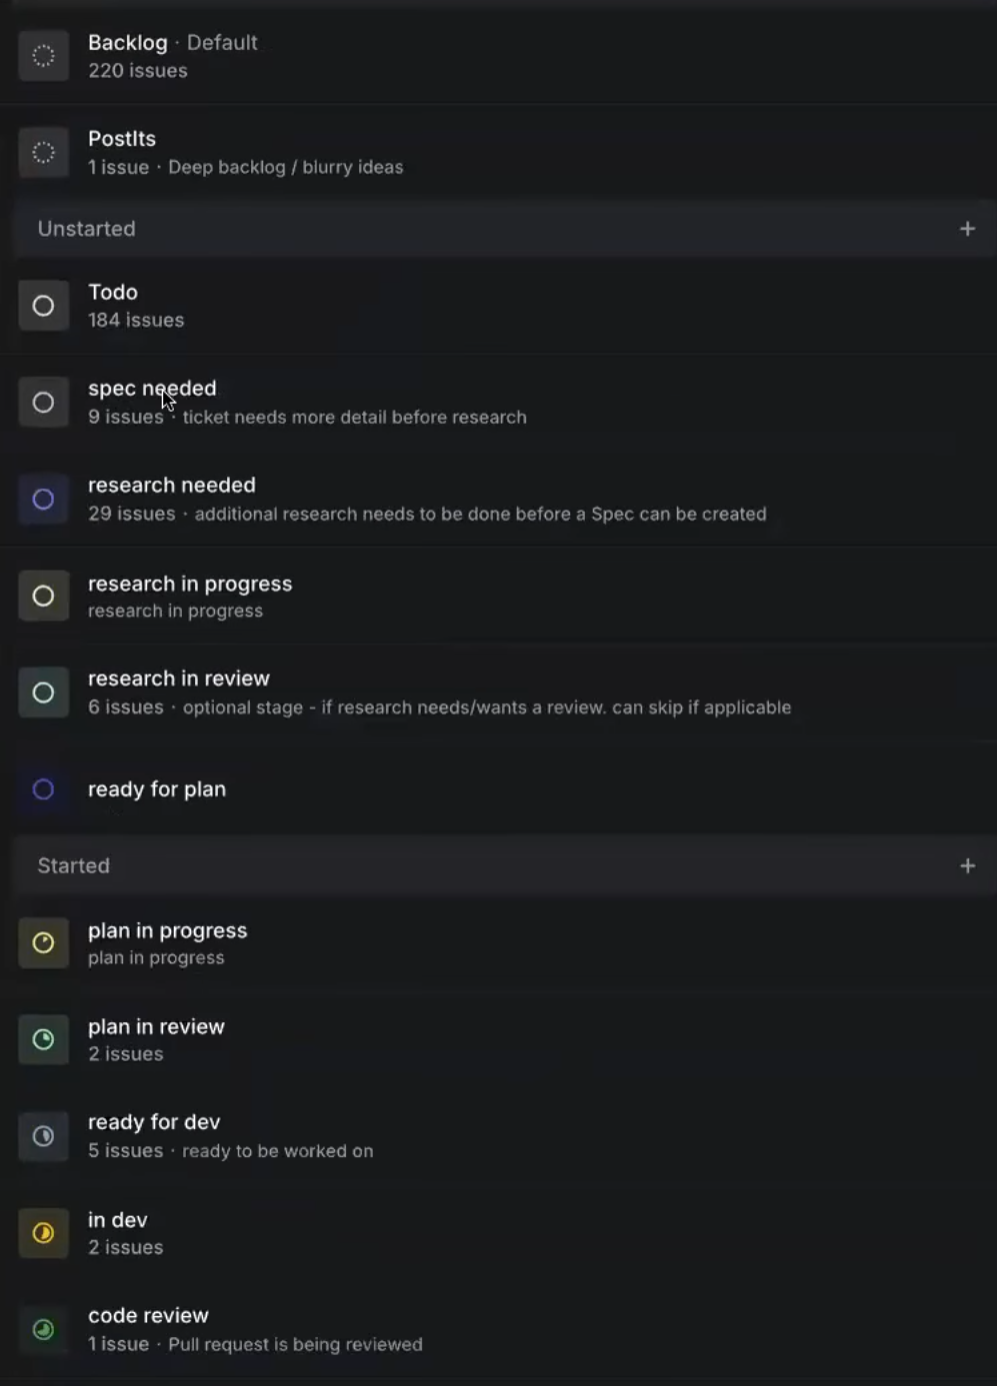 Backlog · Default
220 issues
PostIts
1 issue · Deep backlog / blurry ideas
Unstarted +
Todo
184 issues
spec needed
9 issues · ticket needs more detail before research
research needed
29 issues · additional research needs to be done before a Spec can be created
research in progress
research in progress
research in review
6 issues · optional stage - if research needs/wants a review. can skip if applicable
ready for plan
Started +
plan in progress
plan in progress
plan in review
2 issues
ready for dev
5 issues · ready to be worked on
in dev
2 issues
code review
1 issue · Pull request is being reviewed